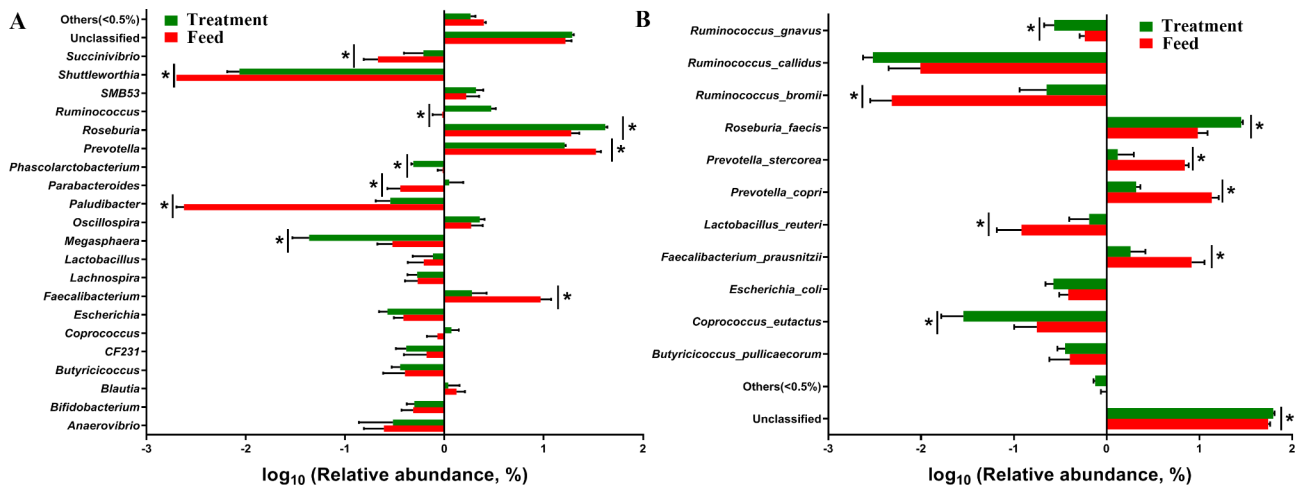 A
Treatment
Feed
Others(<0.5%)
Unclassified
Succinivibrio
Shuttleworthia
SMB53
Ruminococcus
Roseburia
Prevotella
Phascolarctobacterium
Parabacteroides
Paludibacter
Oscillospira
Megasphaera
Lactobacillus
Lachnospira
Faecalibacterium
Escherichia
Coprococcus
CF231
Butyricicoccus
Blautia
Bifidobacterium
Anaerovibrio
* * * * * * * * * *
-3 -2 -1 0 1 2
log10 (Relative abundance, %)
B
Treatment
Feed
Ruminococcus_gnavus
Ruminococcus_callidus
Ruminococcus_bromii
Roseburia_faecis
Prevotella_stercorea
Prevotella_copri
Lactobacillus_reuteri
Faecalibacterium_prausnitzii
Escherichia_coli
Coprococcus_eutactus
Butyricicoccus_pullicaecorum
Others(<0.5%)
Unclassified
* * * * * * * * *
-3 -2 -1 0 1 2
log10 (Relative abundance, %)